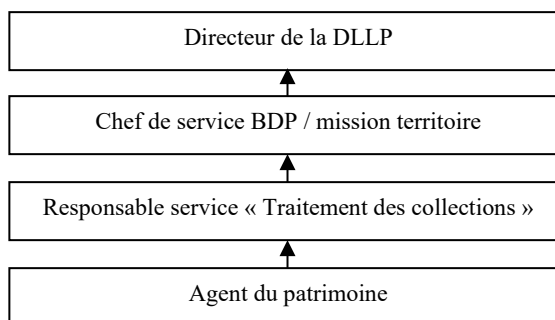 Directeur de la DLLP
Chef de service BDP / mission territoire
Responsable service « Traitement des collections »
Agent du patrimoine